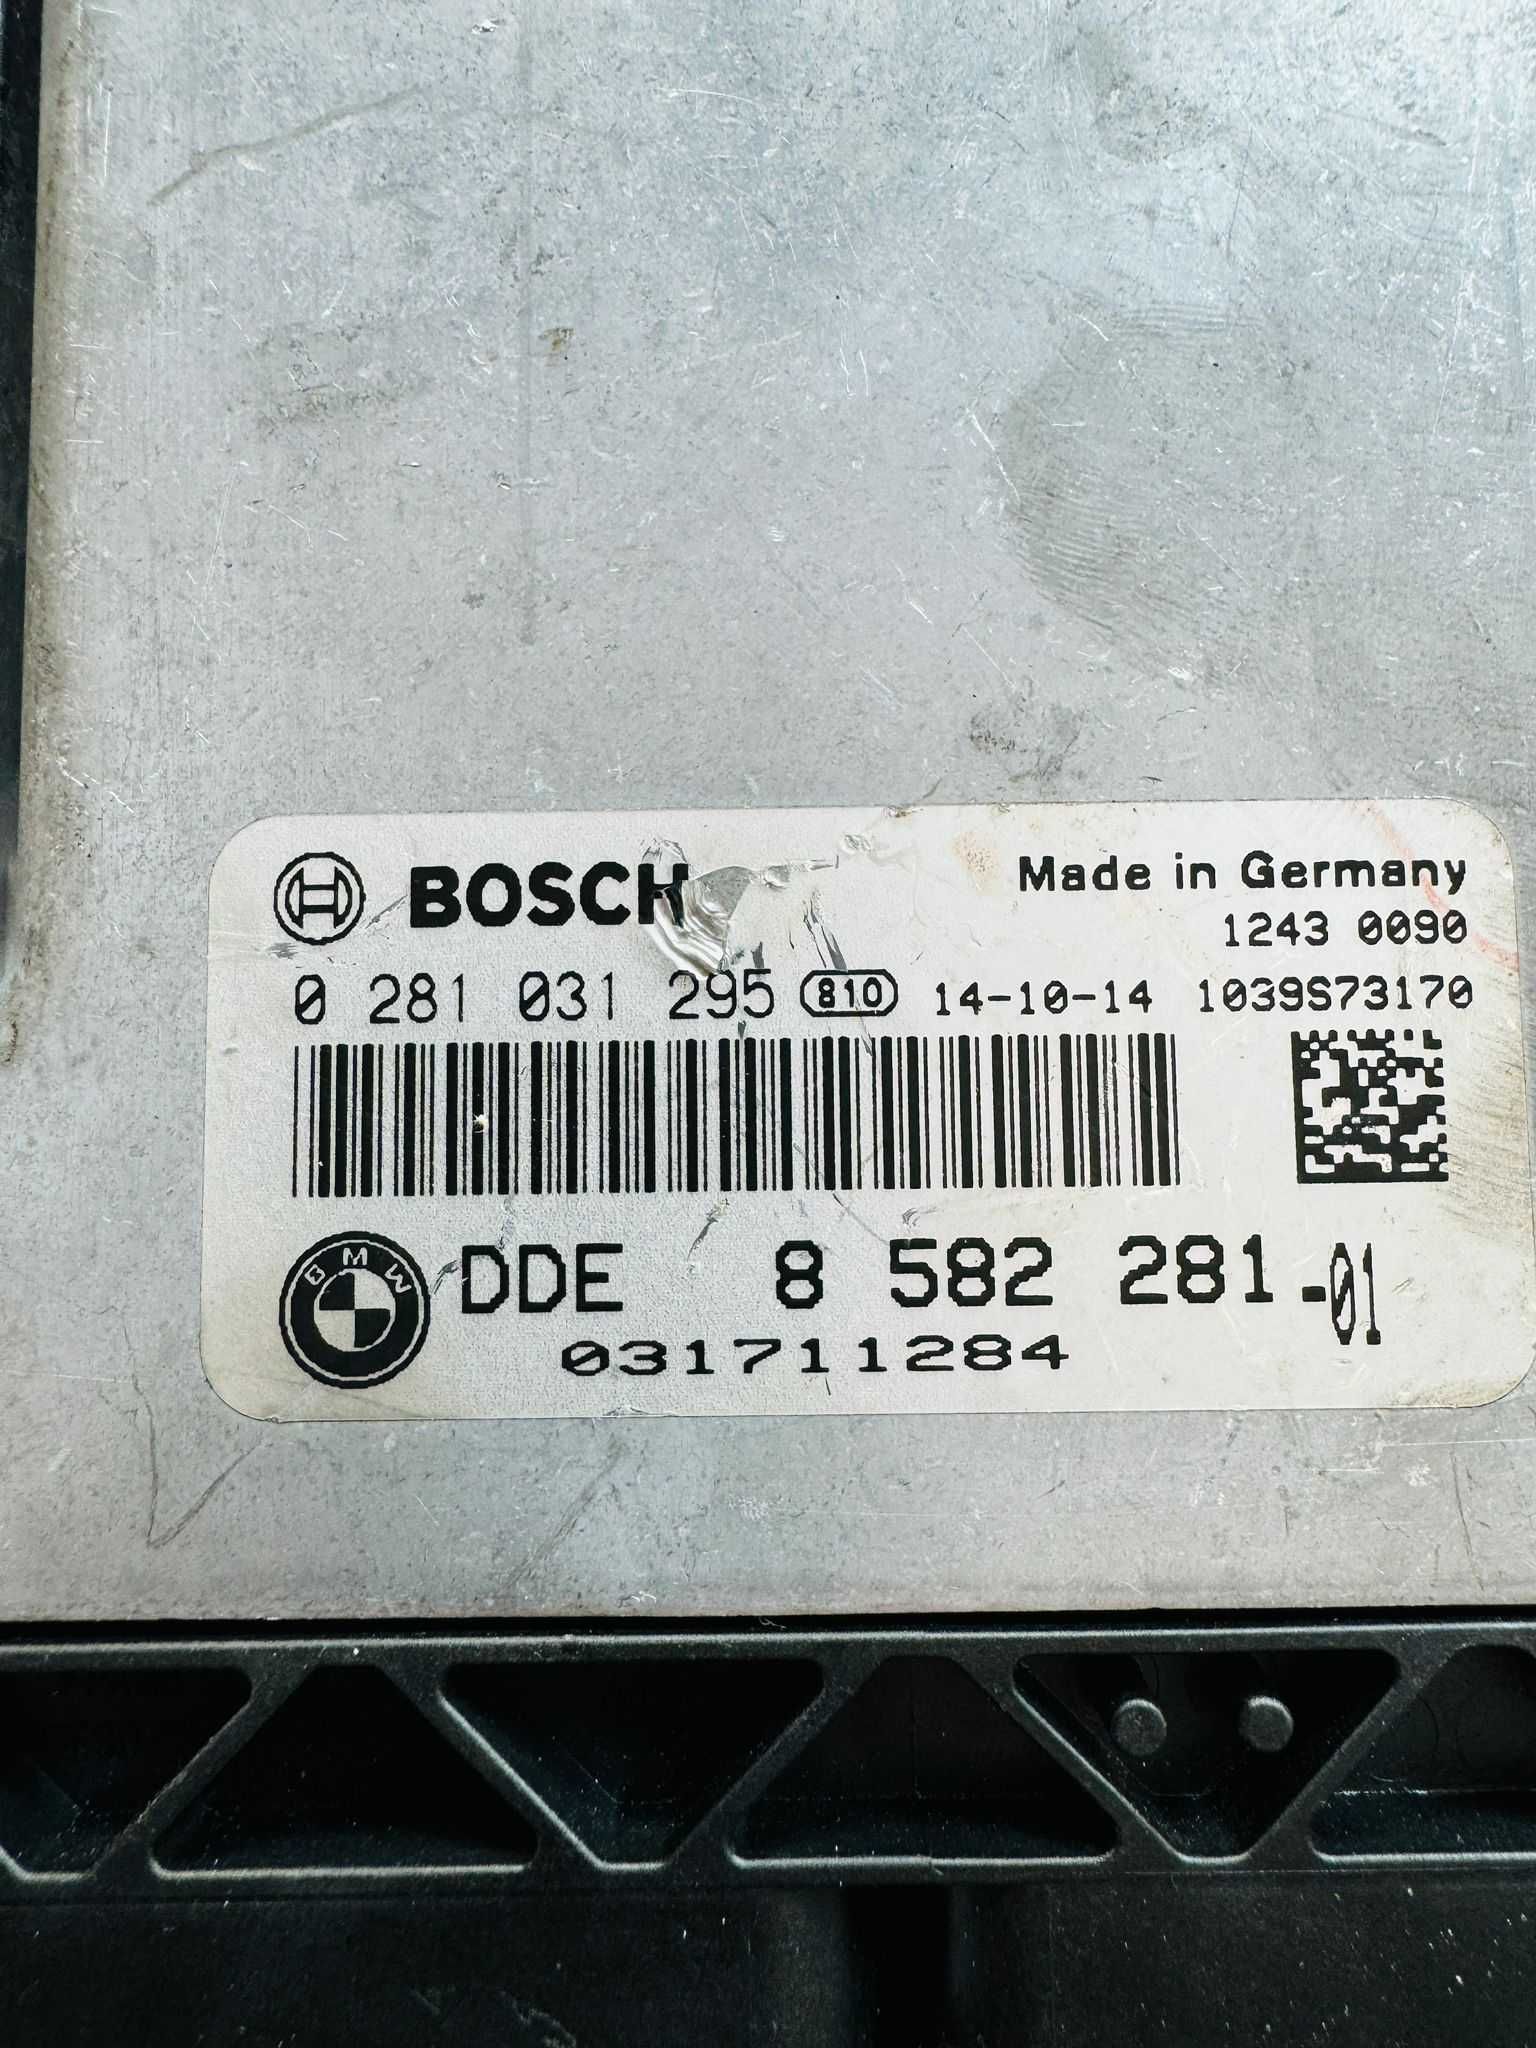 BOSCH
Made in Germany
1243 0090
0 281 031 295 810 14-10-14 1039S73170
BMW DDE 8 582 281-01
031711284